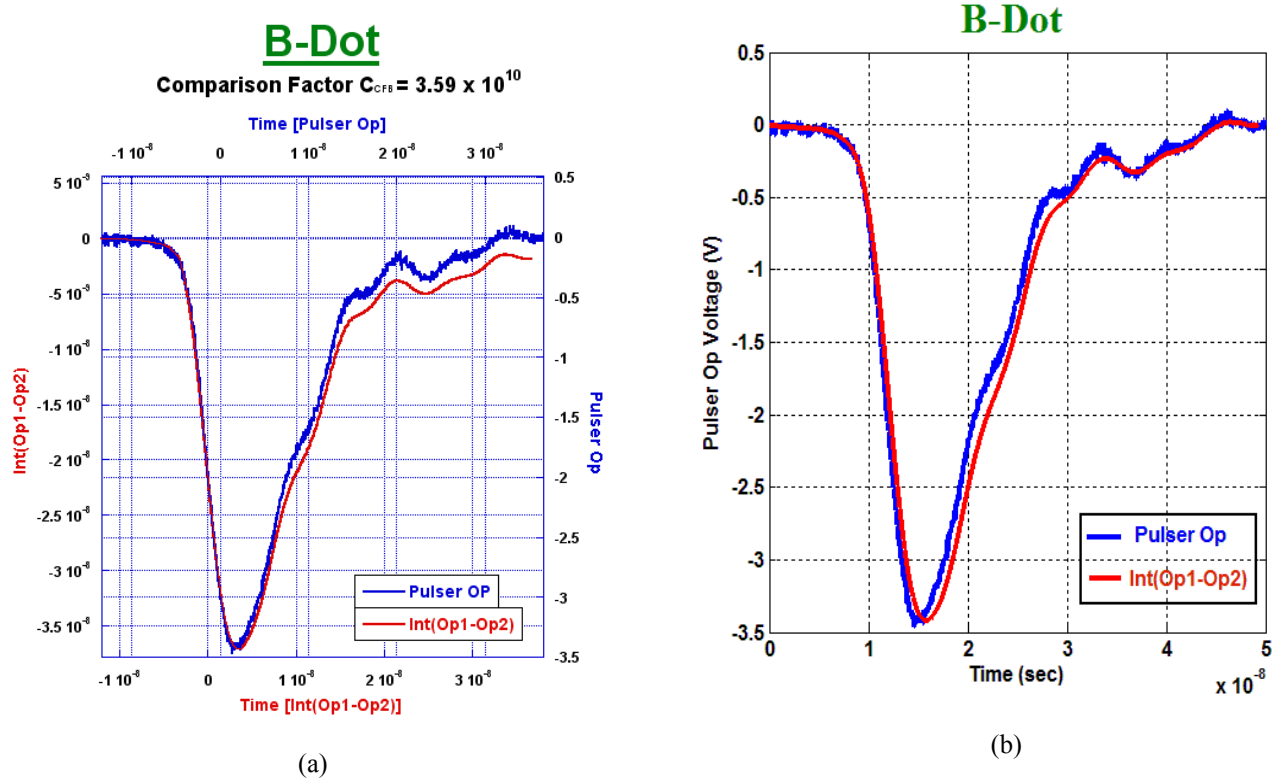 B-Dot
Comparison Factor C_CFB = 3.59 x 10¹⁰
Time [Pulser Op]
-1 10⁻⁸ 0 1 10⁻⁸ 2 10⁻⁸ 3 10⁻⁸
5 10⁻⁹
0
-5 10⁻⁹
-1 10⁻⁸
-1.5 10⁻⁸
-2 10⁻⁸
-2.5 10⁻⁸
-3 10⁻⁸
-3.5 10⁻⁸
Int(Op1-Op2)
0.5
0
-0.5
-1
-1.5
-2
-2.5
-3
-3.5
Pulser Op
Pulser OP
Int(Op1-Op2)
-1 10⁻⁸ 0 1 10⁻⁸ 2 10⁻⁸ 3 10⁻⁸
Time [Int(Op1-Op2)]
(a)
B-Dot
0.5
0
-0.5
-1
-1.5
-2
-2.5
-3
-3.5
Pulser Op Voltage (V)
Pulser Op
Int(Op1-Op2)
0 1 2 3 4 5
Time (sec)
x 10⁻⁸
(b)